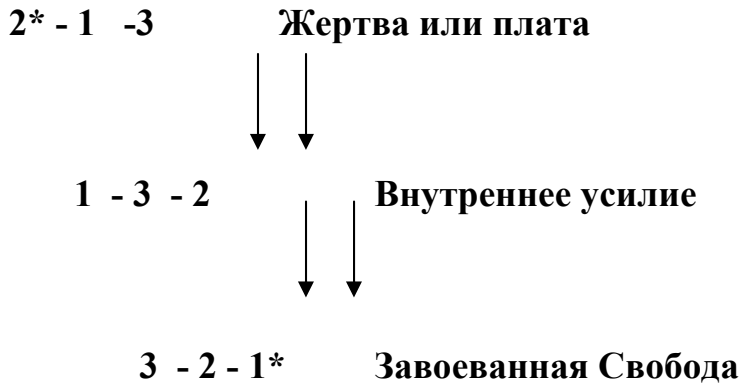 2* - 1 -3 Жертва или плата
1 - 3 - 2 Внутреннее усилие
3 - 2 - 1* Завоеванная Свобода